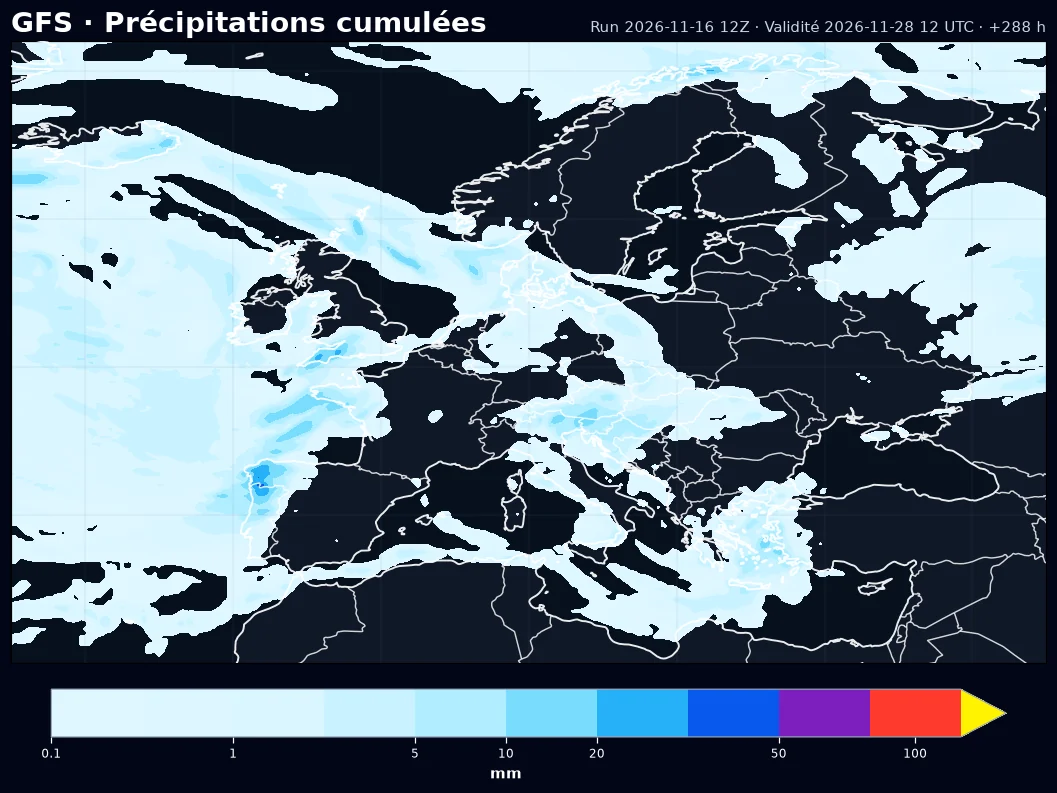 GFS · Précipitations cumulées
Run 2026-11-16 12Z · Validité 2026-11-28 12 UTC · +288 h
0.1 1 5 10 20 50 100
mm